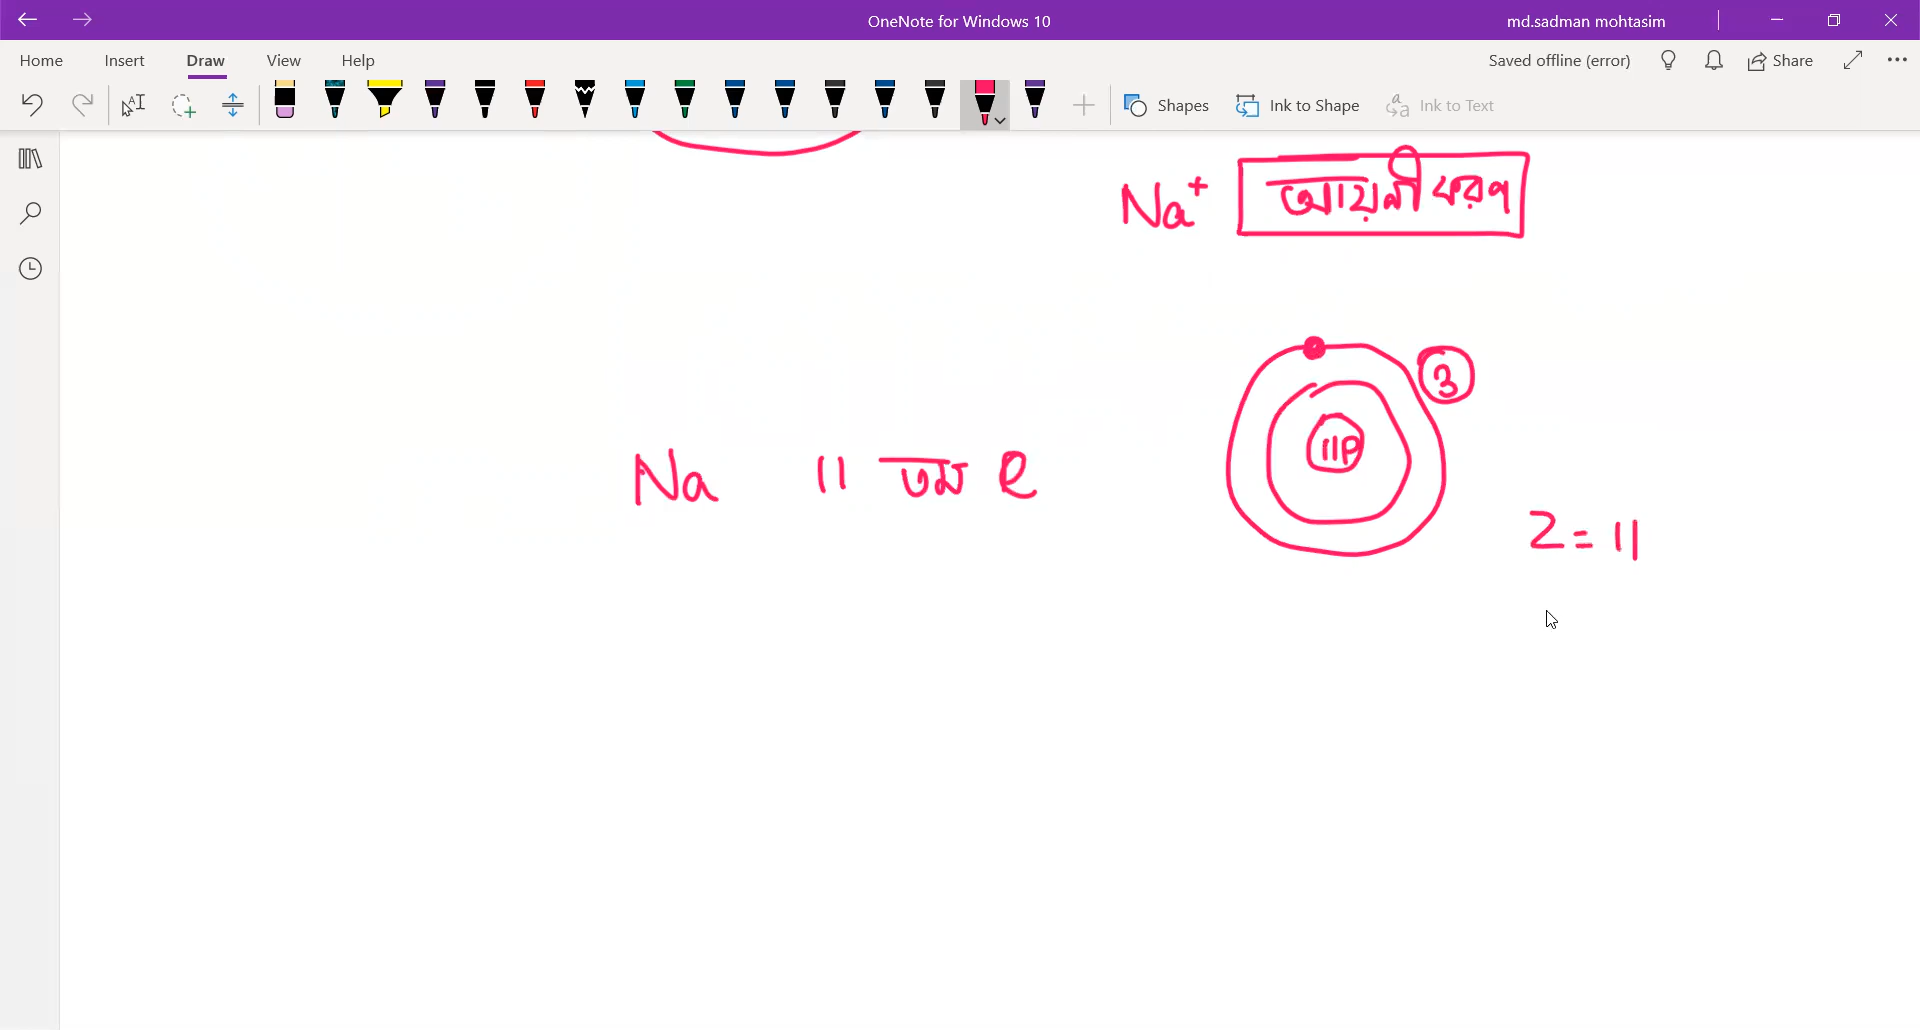 OneNote for Windows 10
md.sadman mohtasim
Home Insert Draw View Help
Saved offline (error)
Share
Shapes
Ink to Shape
Ink to Text
Na⁺ আয়নীকরণ
3
11P
Na 11 তম e
Z = 11